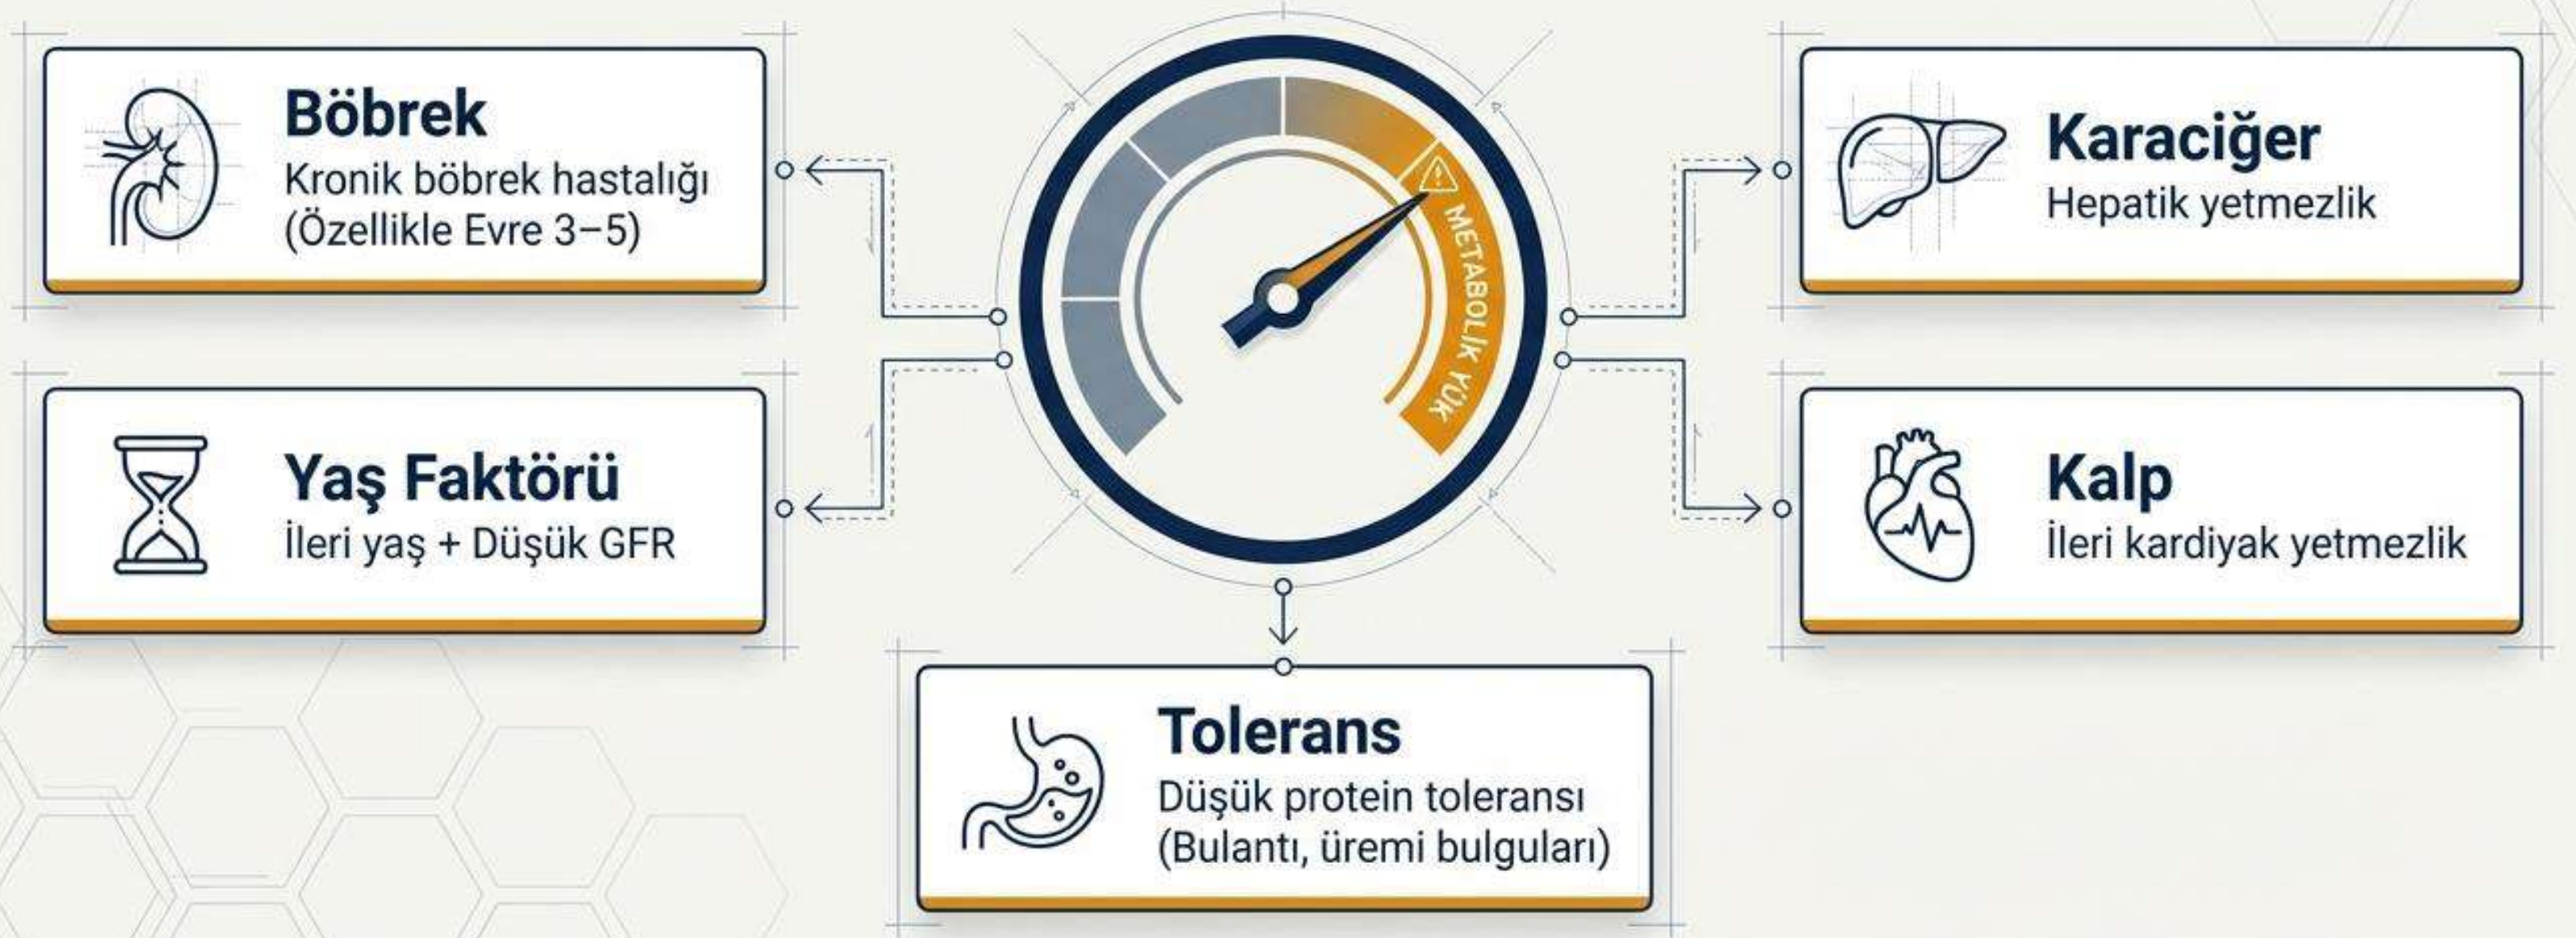 Böbrek
Kronik böbrek hastalığı
(Özellikle Evre 3–5)
Yaş Faktörü
İleri yaş + Düşük GFR
METABOLİK YÜK
Karaciğer
Hepatik yetmezlik
Kalp
İleri kardiyak yetmezlik
Tolerans
Düşük protein toleransı
(Bulantı, üremi bulguları)